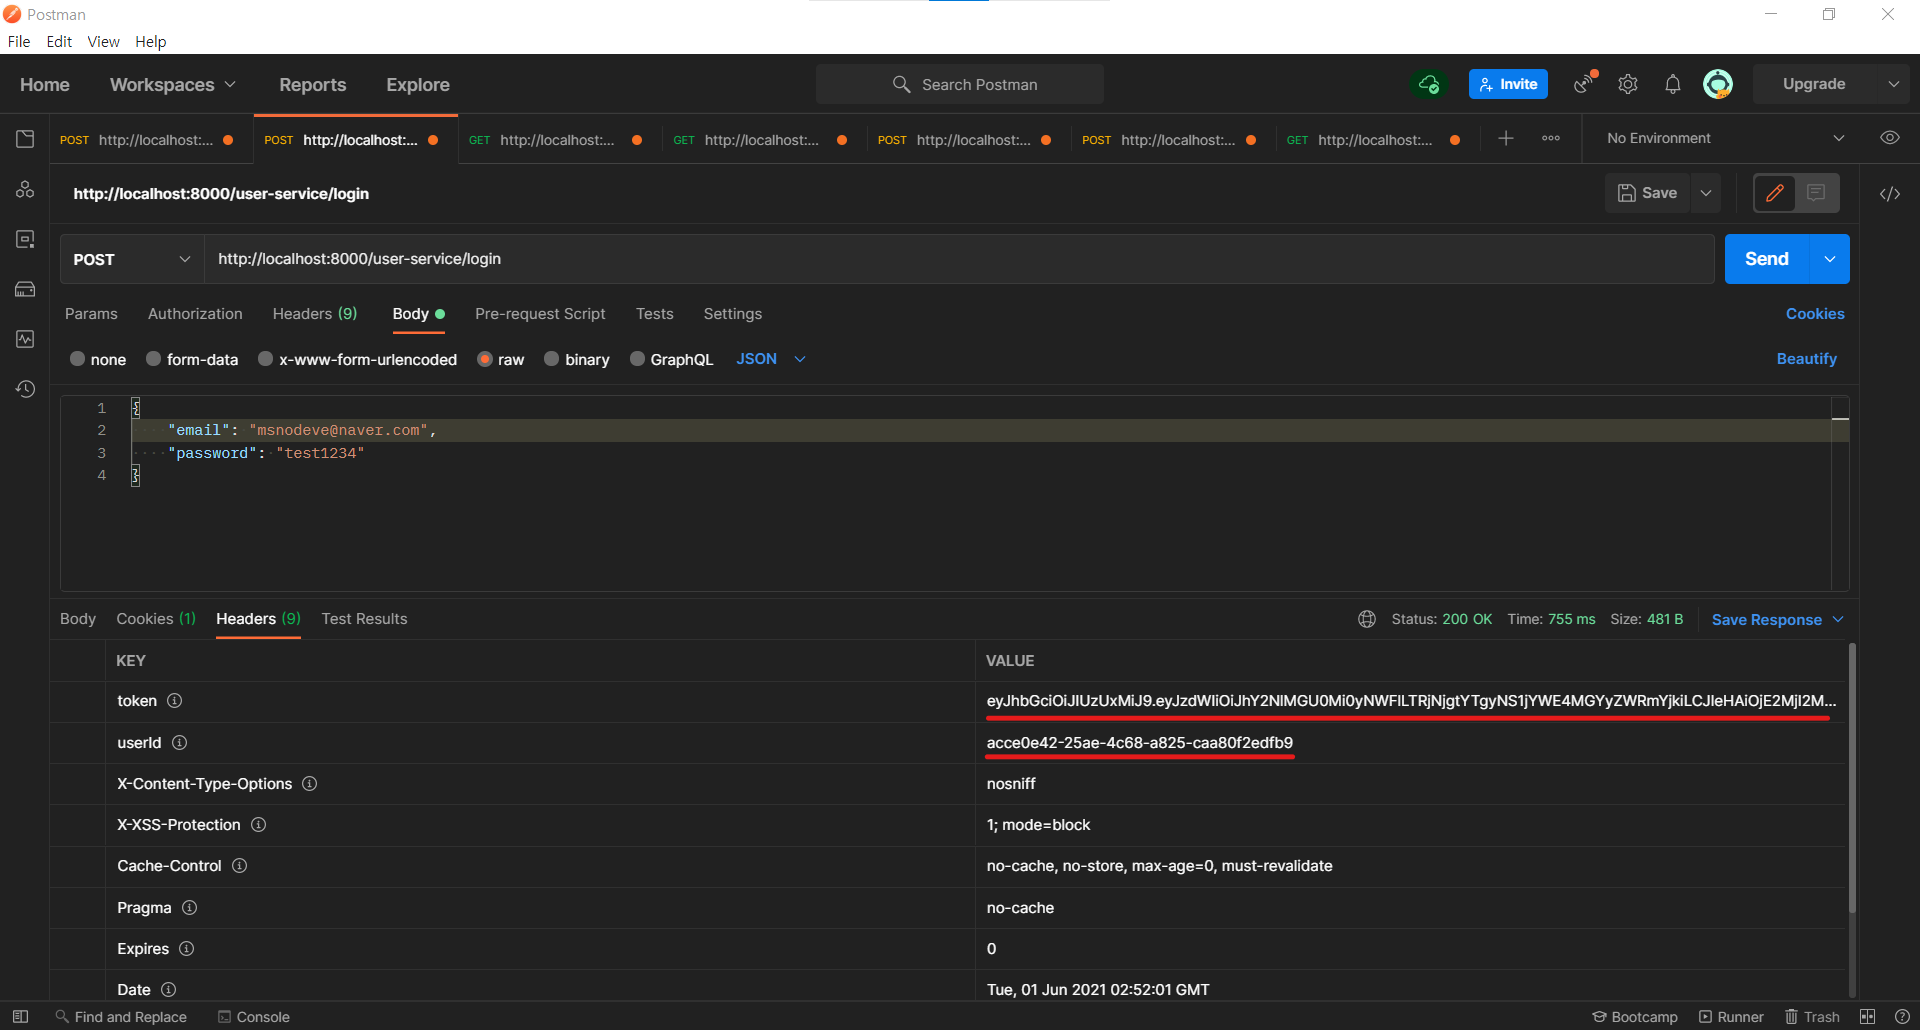 Postman
File Edit View Help
Home Workspaces Reports Explore Search Postman Invite Upgrade
POST http://localhost:... POST http://localhost:... GET http://localhost:... GET http://localhost:... POST http://localhost:... POST http://localhost:... GET http://localhost:... No Environment
http://localhost:8000/user-service/login Save
POST http://localhost:8000/user-service/login Send
Params Authorization Headers (9) Body Pre-request Script Tests Settings Cookies
none form-data x-www-form-urlencoded raw binary GraphQL JSON Beautify
1 {
2 "email": "msnodeve@naver.com",
3 "password": "test1234"
4 }
Body Cookies (1) Headers (9) Test Results Status: 200 OK Time: 755 ms Size: 481 B Save Response
KEY VALUE
token eyJhbGciOiJIUzUxMiJ9.eyJzdWIiOiJhY2NlMGU0Mi0yNWFlLTRjNjgtYTgyNS1jYWE4MGYyZWRmYjkiLCJleHAiOjE2MjI2M...
userId acce0e42-25ae-4c68-a825-caa80f2edfb9
X-Content-Type-Options nosniff
X-XSS-Protection 1; mode=block
Cache-Control no-cache, no-store, max-age=0, must-revalidate
Pragma no-cache
Expires 0
Date Tue, 01 Jun 2021 02:52:01 GMT
Find and Replace Console Bootcamp Runner Trash